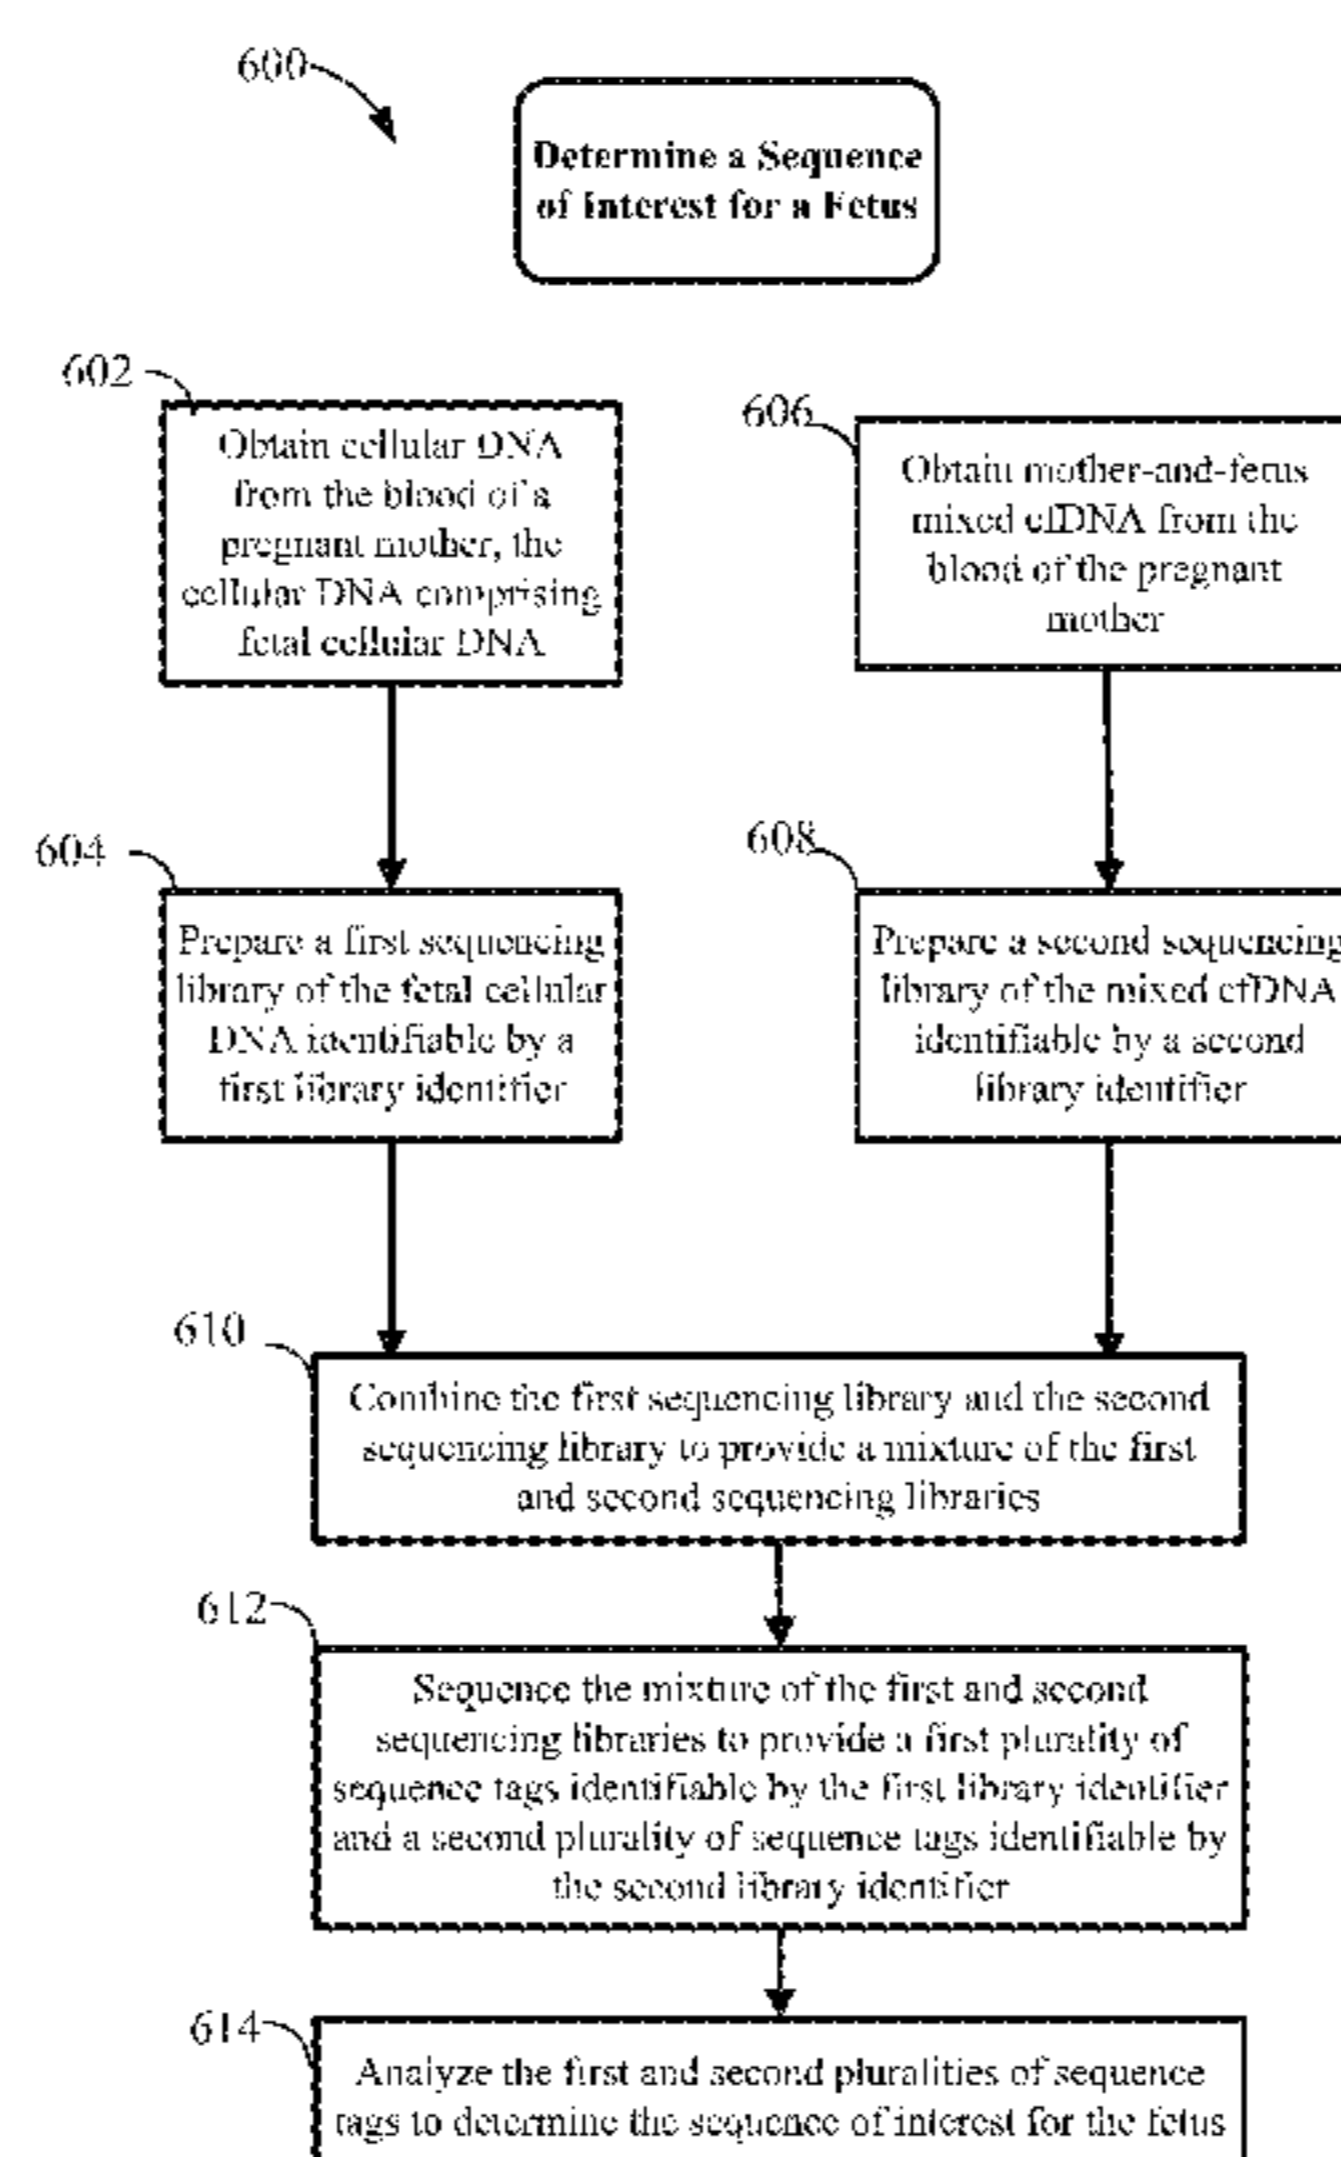 600
Determine a Sequence
of Interest for a Fetus
602
Obtain cellular DNA
from the blood of a
pregnant mother, the
cellular DNA comprising
fetal cellular DNA
606
Obtain mother-and-fetus
mixed cfDNA from the
blood of the pregnant
mother
604
Prepare a first sequencing
library of the fetal cellular
DNA identifiable by a
first library identifier
608
Prepare a second sequencing
library of the mixed cfDNA
identifiable by a second
library identifier
610
Combine the first sequencing library and the second
sequencing library to provide a mixture of the first
and second sequencing libraries
612
Sequence the mixture of the first and second
sequencing libraries to provide a first plurality of
sequence tags identifiable by the first library identifier
and a second plurality of sequence tags identifiable by
the second library identifier
614
Analyze the first and second pluralities of sequence
tags to determine the sequence of interest for the fetus